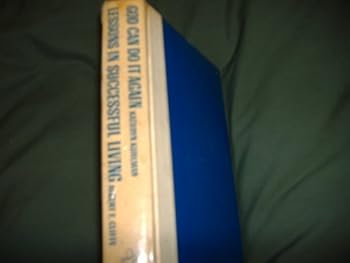 GOD CAN DO IT AGAIN KATHRYN KUHLMAN
LESSONS IN SUCCESSFUL LIVING